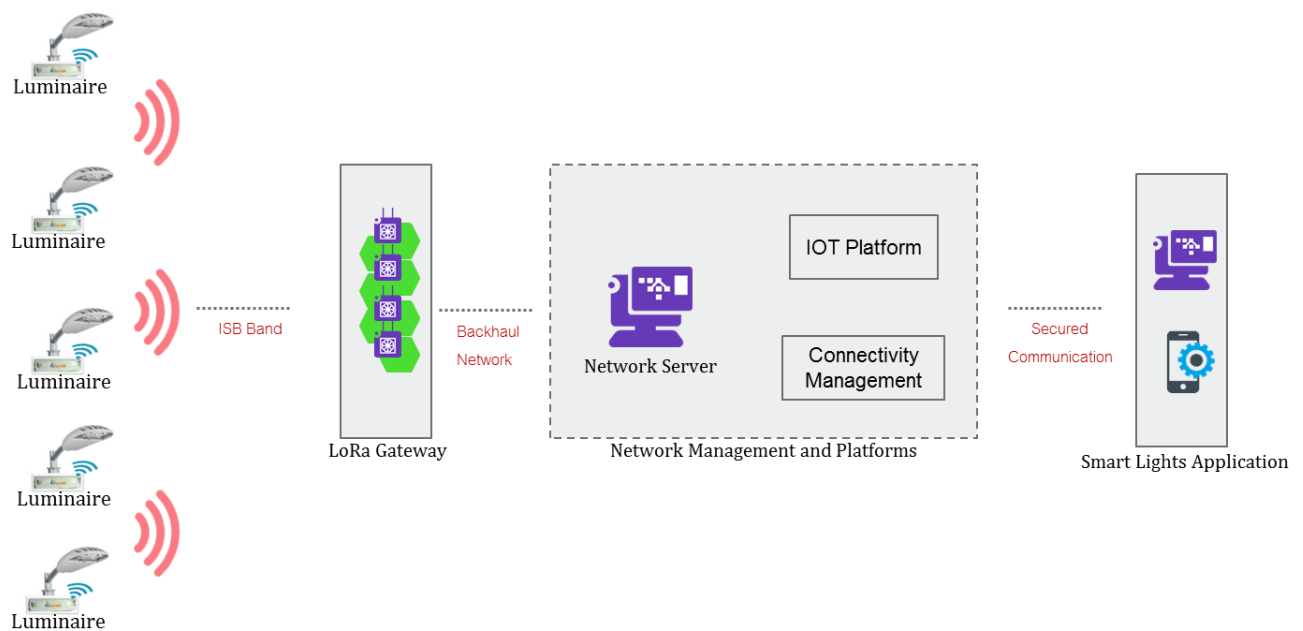 Luminaire
Luminaire
Luminaire
Luminaire
Luminaire
ISB Band
LoRa Gateway
Backhaul
Network
Network Server
IOT Platform
Connectivity
Management
Network Management and Platforms
Secured
Communication
Smart Lights Application